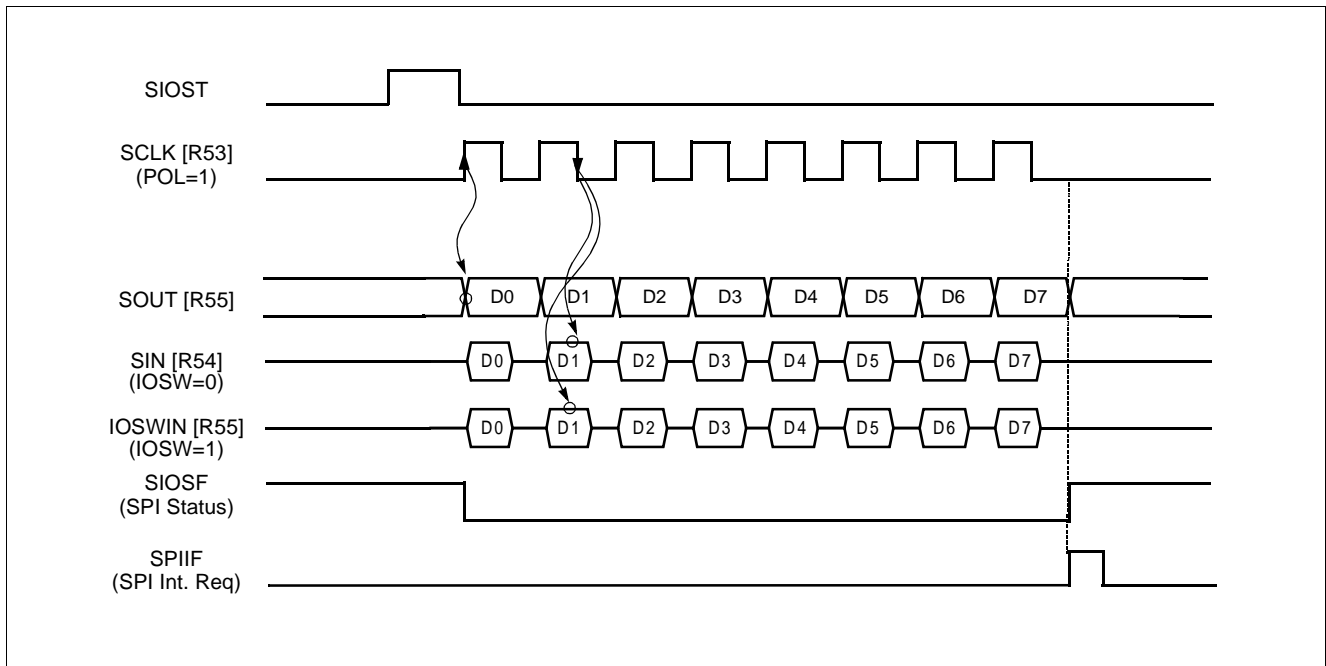 SIOST
SCLK [R53]
(POL=1)
SOUT [R55]
D0 D1 D2 D3 D4 D5 D6 D7
SIN [R54]
(IOSW=0)
D0 D1 D2 D3 D4 D5 D6 D7
IOSWIN [R55]
(IOSW=1)
D0 D1 D2 D3 D4 D5 D6 D7
SIOSF
(SPI Status)
SPIIF
(SPI Int. Req)